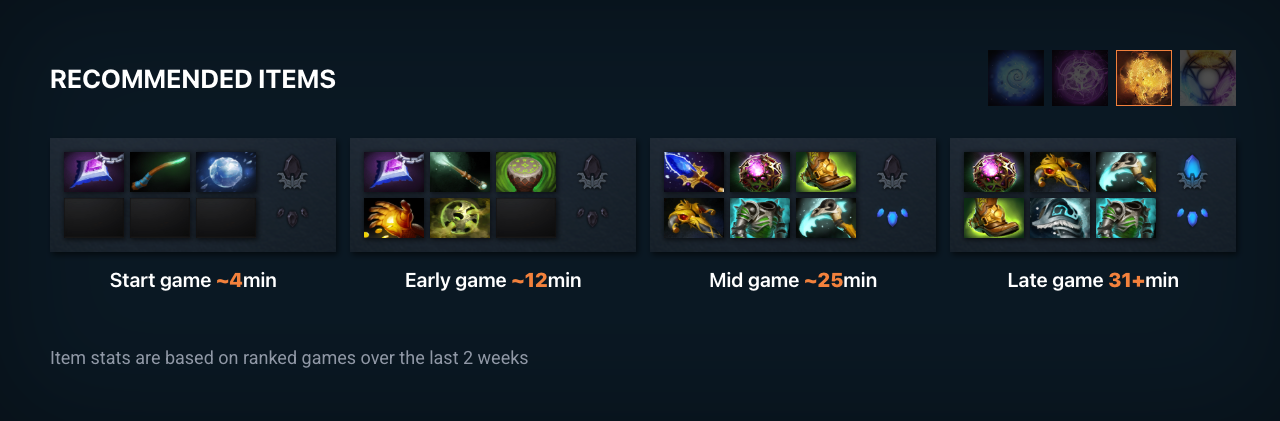 RECOMMENDED ITEMS
Start game ~4min
Early game ~12min
Mid game ~25min
Late game 31+min
Item stats are based on ranked games over the last 2 weeks